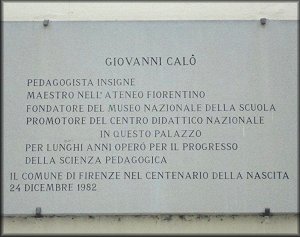 GIOVANNI CALÒ
PEDAGOGISTA INSIGNE
MAESTRO NELL'ATENEO FIORENTINO
FONDATORE DEL MUSEO NAZIONALE DELLA SCUOLA
PROMOTORE DEL CENTRO DIDATTICO NAZIONALE
IN QUESTO PALAZZO
PER LUNGHI ANNI OPERÒ PER IL PROGRESSO
DELLA SCIENZA PEDAGOGICA
IL COMUNE DI FIRENZE NEL CENTENARIO DELLA NASCITA
24 DICEMBRE 1982